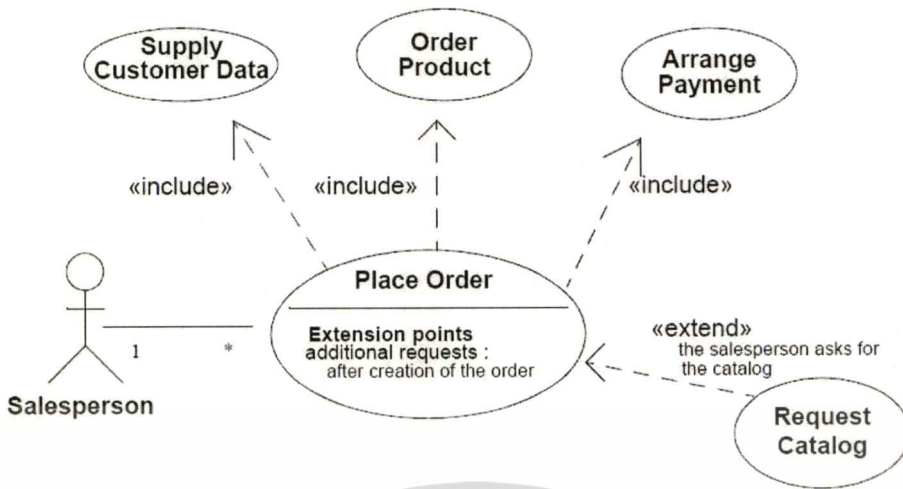 Supply
Customer Data
Order
Product
Arrange
Payment
«include»
«include»
«include»
Place Order
Extension points
additional requests :
after creation of the order
1
*
Salesperson
«extend»
the salesperson asks for
the catalog
Request
Catalog